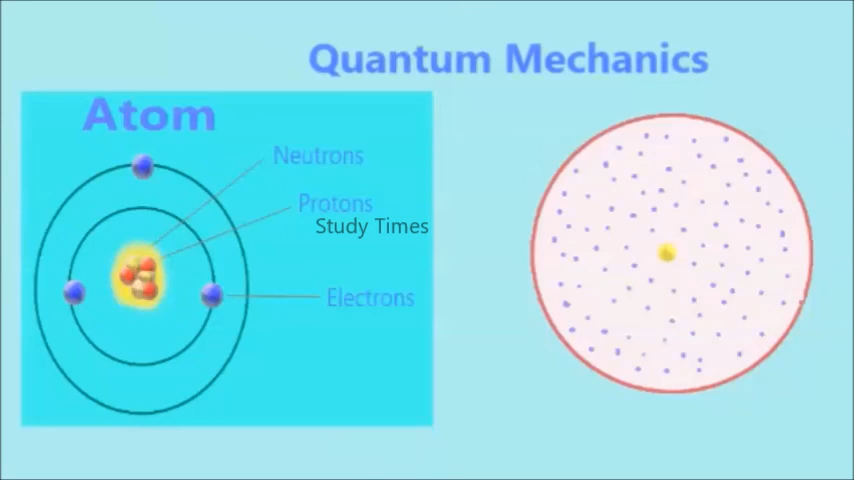 Quantum Mechanics
Atom
Neutrons
Protons
Study Times
Electrons